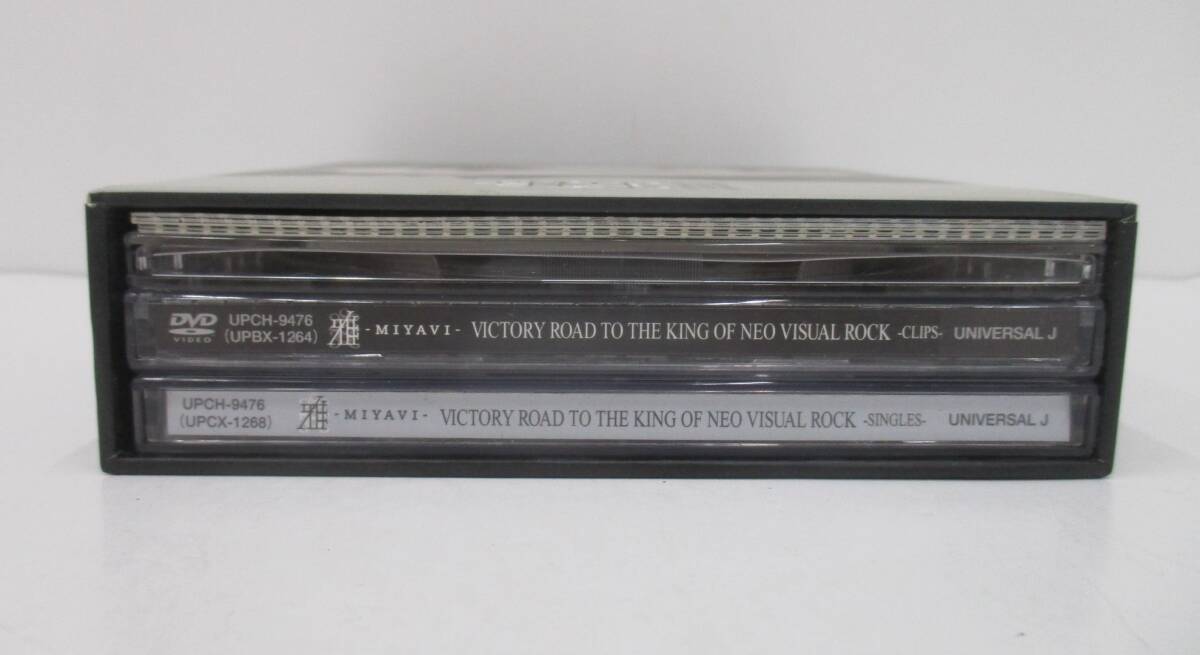 DVD VIDEO UPCH-9476 (UPBX-1264) 雅 -MIYAVI- VICTORY ROAD TO THE KING OF NEO VISUAL ROCK -CLIPS- UNIVERSAL J
UPCH-9476 (UPCX-1268) 雅 -MIYAVI- VICTORY ROAD TO THE KING OF NEO VISUAL ROCK -SINGLES- UNIVERSAL J